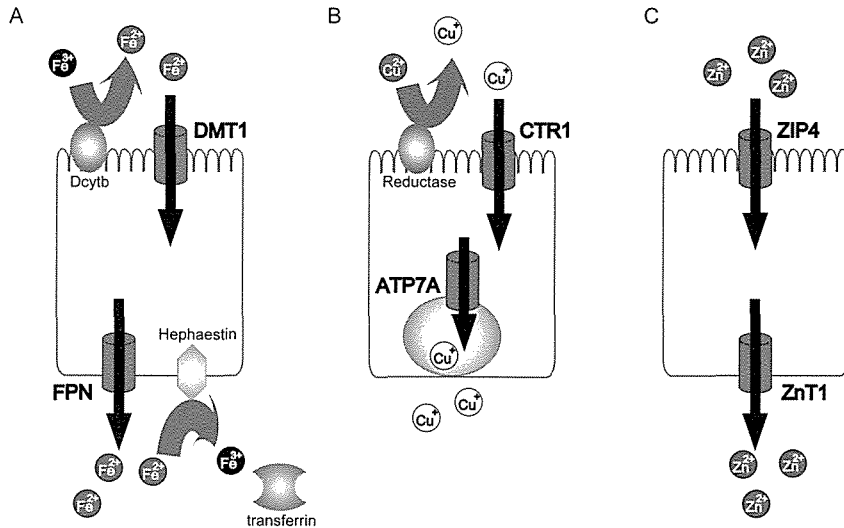 A
Fe3+
Fe2+
Fe2+
DMT1
Dcytb
Hephaestin
FPN
Fe2+
Fe2+
Fe2+
Fe3+
transferrin
B
Cu+
Cu2+
Cu+
CTR1
Reductase
ATP7A
Cu+
Cu+
Cu+
C
Zn2+
Zn2+
Zn2+
ZIP4
ZnT1
Zn2+
Zn2+
Zn2+